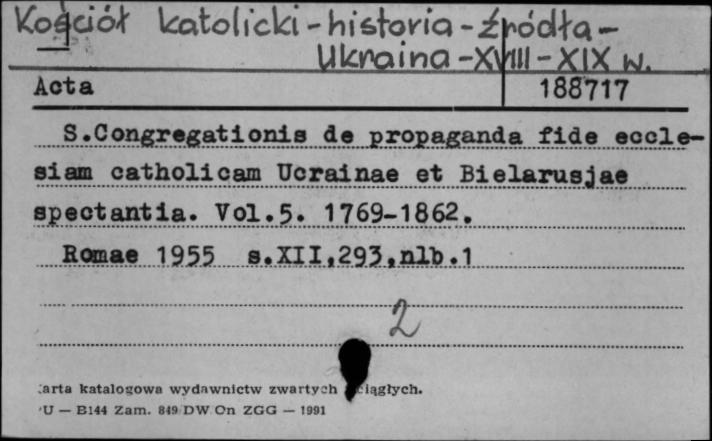 Kościół katolicki - historia - źródła -
Ukraina - XVIII - XIX w.
Acta 188717
S.Congregationis de propaganda fide eccle-
siam catholicam Ucrainae et Bielarusjae
spectantia. Vol.5. 1769-1862.
Romae 1955 s.XII,293,nlb.1
2
arta katalogowa wydawnictw zwartych ciągłych.
U — B144 Zam. 849 DW On ZGG — 1991